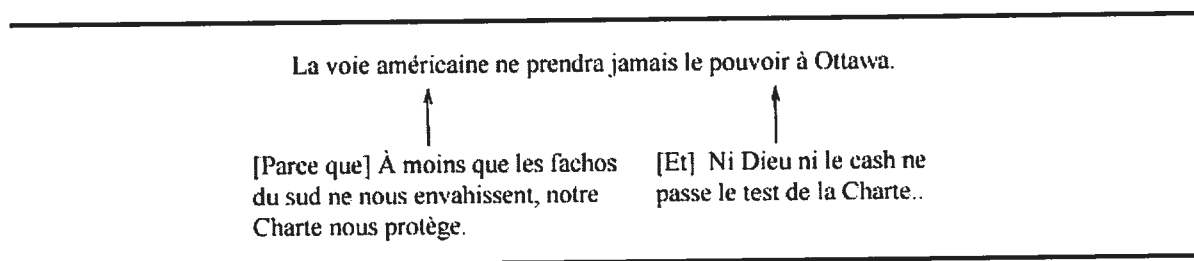 La voie américaine ne prendra jamais le pouvoir à Ottawa.
[Parce que] À moins que les fachos
du sud ne nous envahissent, notre
Charte nous protège.
[Et] Ni Dieu ni le cash ne
passe le test de la Charte..